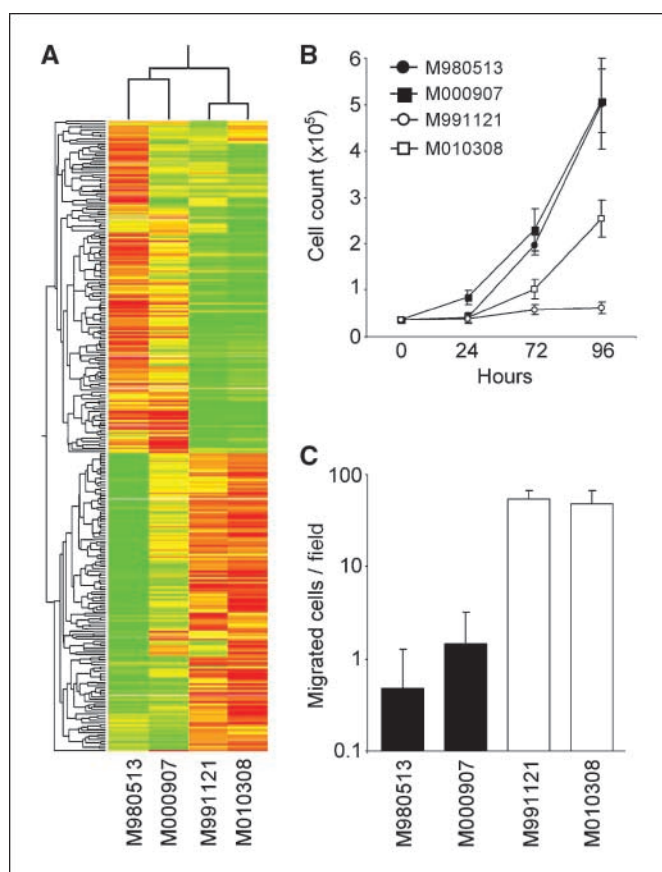 A
M980513
M000907
M991121
M010308
B
M980513
M000907
M991121
M010308
Cell count (x10⁵)
6
5
4
3
2
1
0
0 24 72 96
Hours
C
Migrated cells / field
100
10
1
0.1
M980513
M000907
M991121
M010308